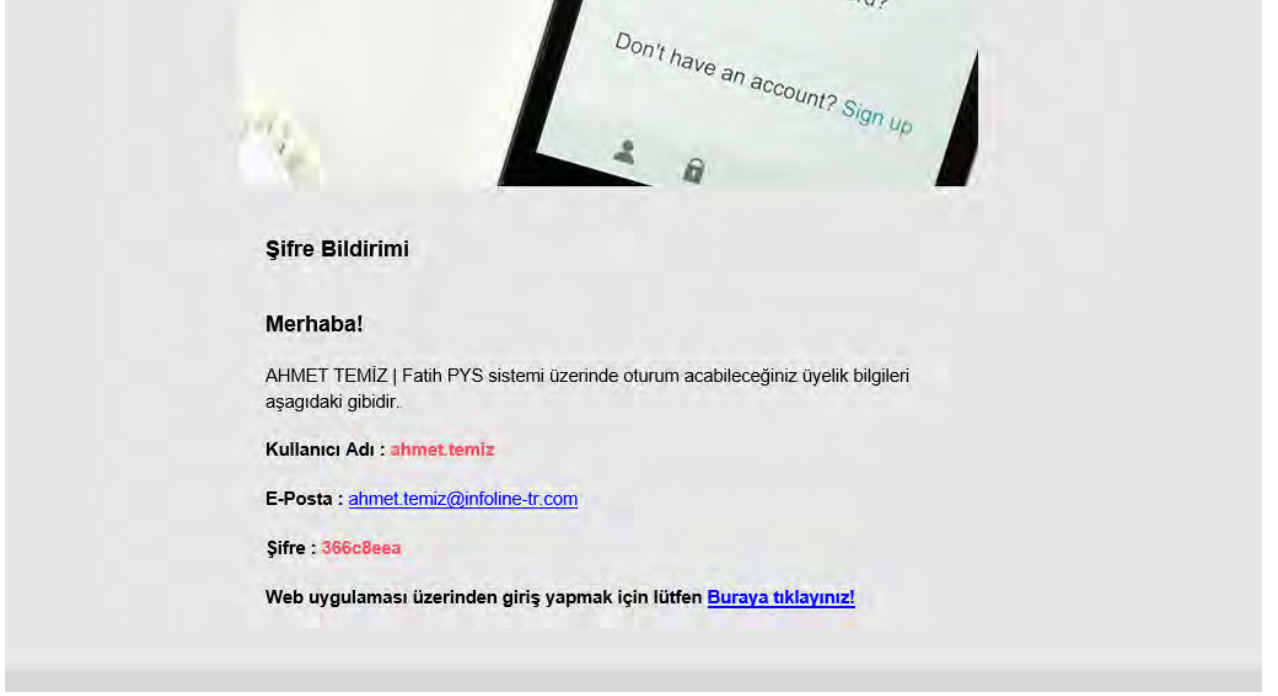 Don't have an account? Sign up
Şifre Bildirimi
Merhaba!
AHMET TEMİZ | Fatih PYS sistemi üzerinde oturum acabileceğiniz üyelik bilgileri
aşagıdaki gibidir.
Kullanıcı Adı : ahmet.temiz
E-Posta : ahmet.temiz@infoline-tr.com
Şifre : 366c8eea
Web uygulaması üzerinden giriş yapmak için lütfen Buraya tıklayınız!